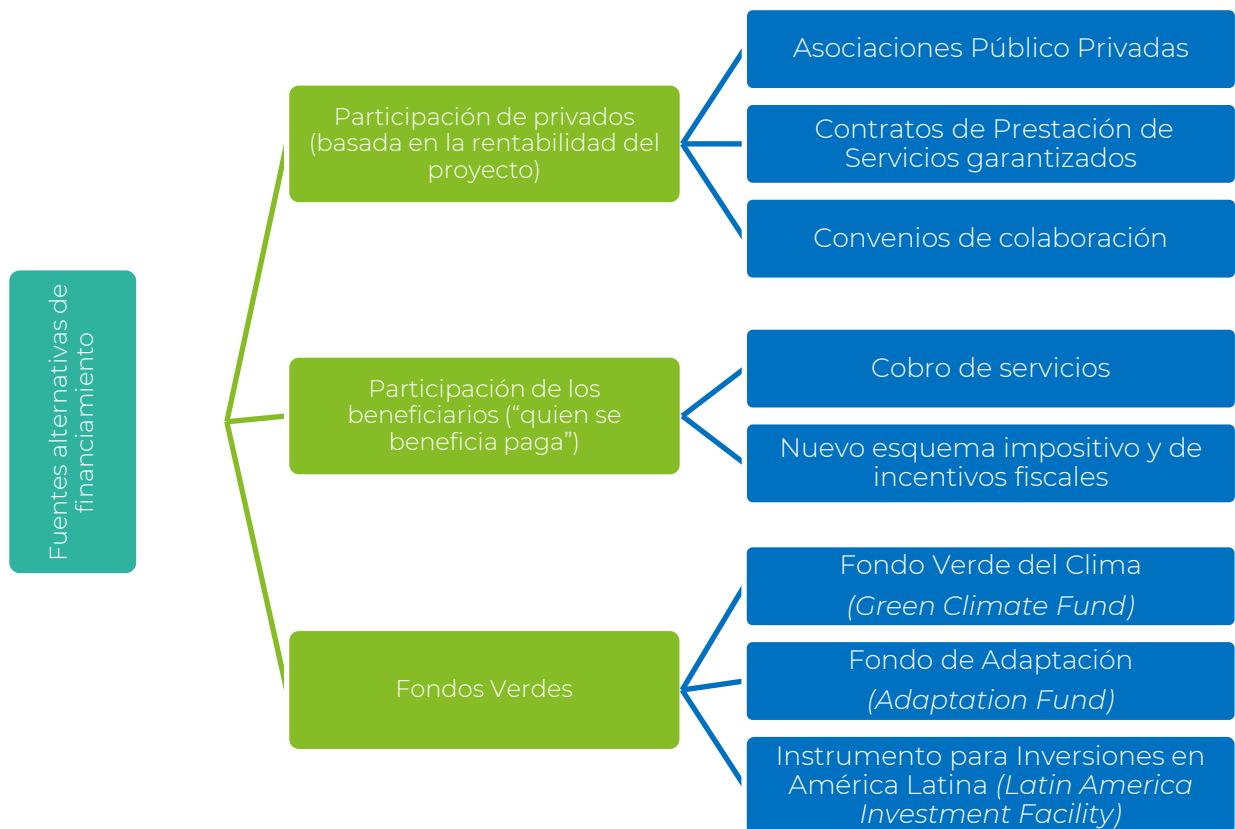 Fuentes alternativas de
financiamiento
Participación de privados
(basada en la rentabilidad del
proyecto)
Asociaciones Público Privadas
Contratos de Prestación de
Servicios garantizados
Convenios de colaboración
Participación de los
beneficiarios (“quien se
beneficia paga”)
Cobro de servicios
Nuevo esquema impositivo y de
incentivos fiscales
Fondos Verdes
Fondo Verde del Clima
(Green Climate Fund)
Fondo de Adaptación
(Adaptation Fund)
Instrumento para Inversiones en
América Latina (Latin America
Investment Facility)